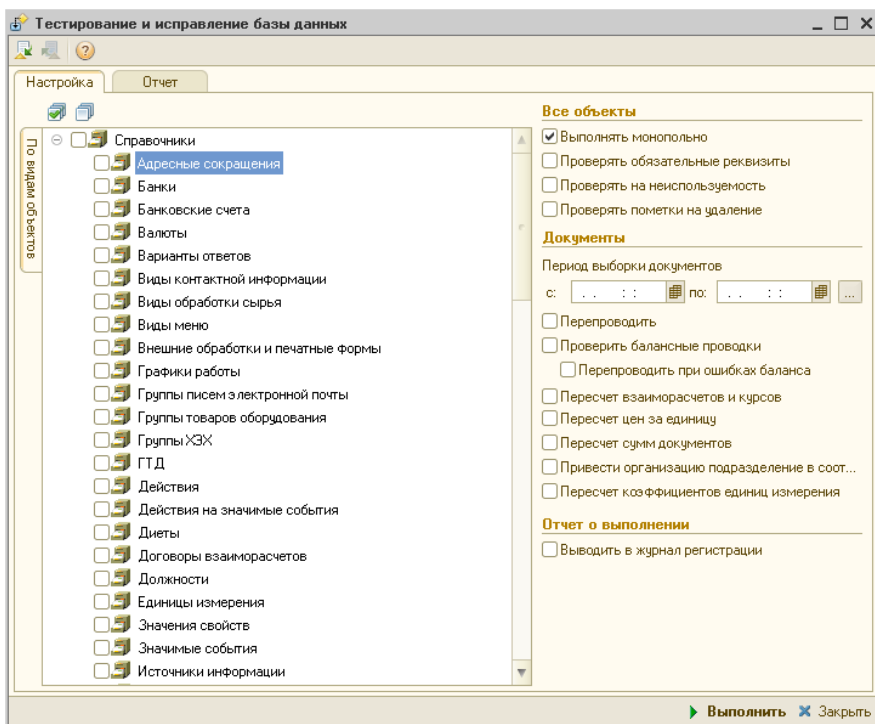 Тестирование и исправление базы данных
Настройка
Отчет
По видам объектов
Справочники
Адресные сокращения
Банки
Банковские счета
Валюты
Варианты ответов
Виды контактной информации
Виды обработки сырья
Виды меню
Внешние обработки и печатные формы
Графики работы
Группы писем электронной почты
Группы товаров оборудования
Группы ХЭХ
ГТД
Действия
Действия на значимые события
Диеты
Договоры взаиморасчетов
Должности
Единицы измерения
Значения свойств
Значимые события
Источники информации
Все объекты
Выполнять монопольно
Проверять обязательные реквизиты
Проверять на неиспользуемость
Проверять пометки на удаление
Документы
Период выборки документов
с: . . : : по: . . : : ...
Перепроводить
Проверить балансные проводки
Перепроводить при ошибках баланса
Пересчет взаиморасчетов и курсов
Пересчет цен за единицу
Пересчет сумм документов
Привести организацию подразделение в соот...
Пересчет коэффициентов единиц измерения
Отчет о выполнении
Выводить в журнал регистрации
Выполнить Закрыть